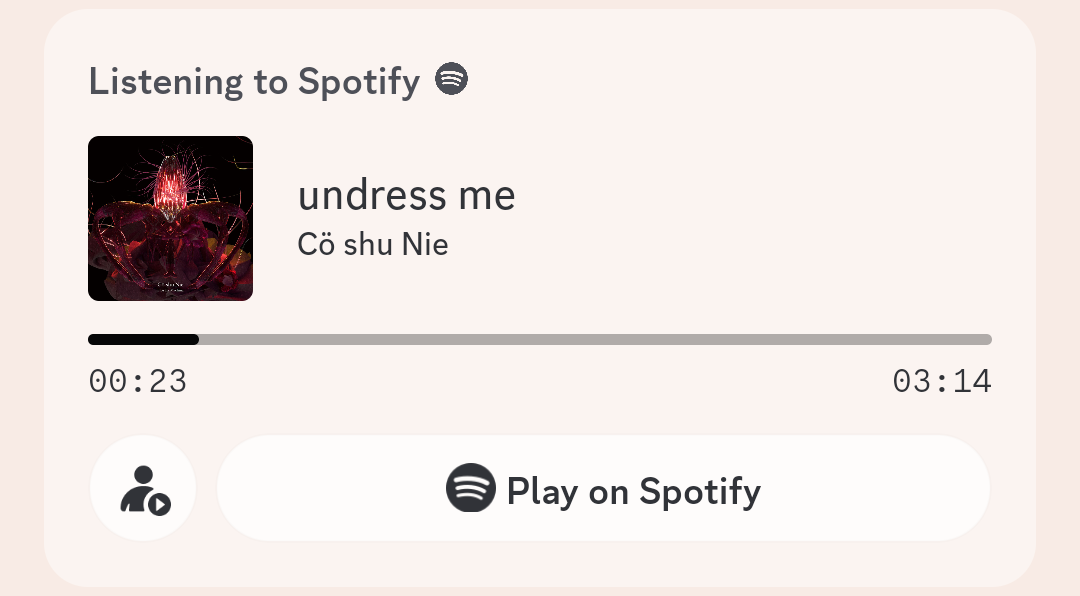 Listening to Spotify
undress me
Cö shu Nie
00:23
03:14
Play on Spotify